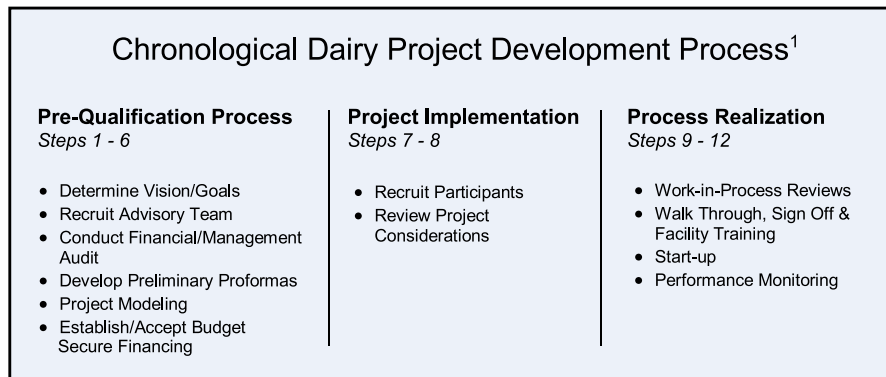 Chronological Dairy Project Development Process¹
Pre-Qualification Process
Steps 1 - 6
• Determine Vision/Goals
• Recruit Advisory Team
• Conduct Financial/Management
Audit
• Develop Preliminary Proformas
• Project Modeling
• Establish/Accept Budget
Secure Financing
Project Implementation
Steps 7 - 8
• Recruit Participants
• Review Project
Considerations
Process Realization
Steps 9 - 12
• Work-in-Process Reviews
• Walk Through, Sign Off &
Facility Training
• Start-up
• Performance Monitoring